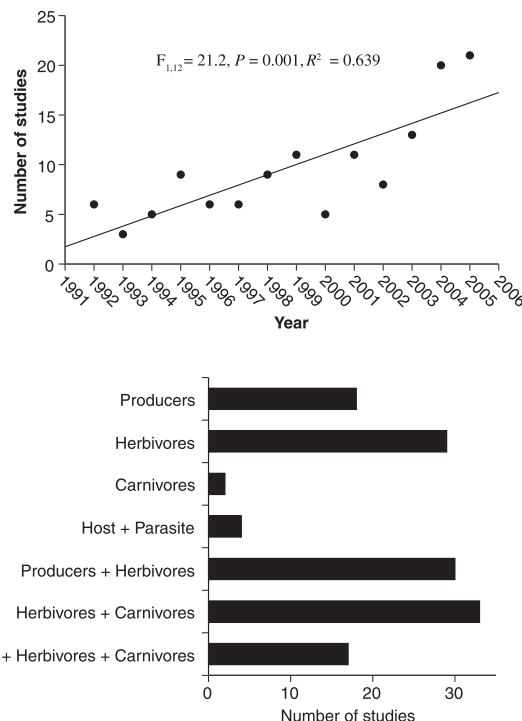 25
20
15
10
5
0
Number of studies
F1,12 = 21.2, P = 0.001, R² = 0.639
1991 1992 1993 1994 1995 1996 1997 1998 1999 2000 2001 2002 2003 2004 2005 2006
Year
Producers
Herbivores
Carnivores
Host + Parasite
Producers + Herbivores
Herbivores + Carnivores
+ Herbivores + Carnivores
0 10 20 30
Number of studies